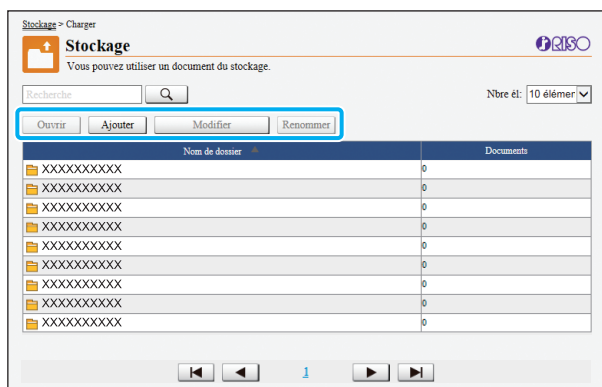 Stockage > Charger
Stockage
RISO
Vous pouvez utiliser un document du stockage.
Recherche
Nbre él: 10 élémer
Ouvrir Ajouter Modifier Renommer
Nom de dossier Documents
XXXXXXXXXX 0
XXXXXXXXXX 0
XXXXXXXXXX 0
XXXXXXXXXX 0
XXXXXXXXXX 0
XXXXXXXXXX 0
XXXXXXXXXX 0
XXXXXXXXXX 0
XXXXXXXXXX 0
1